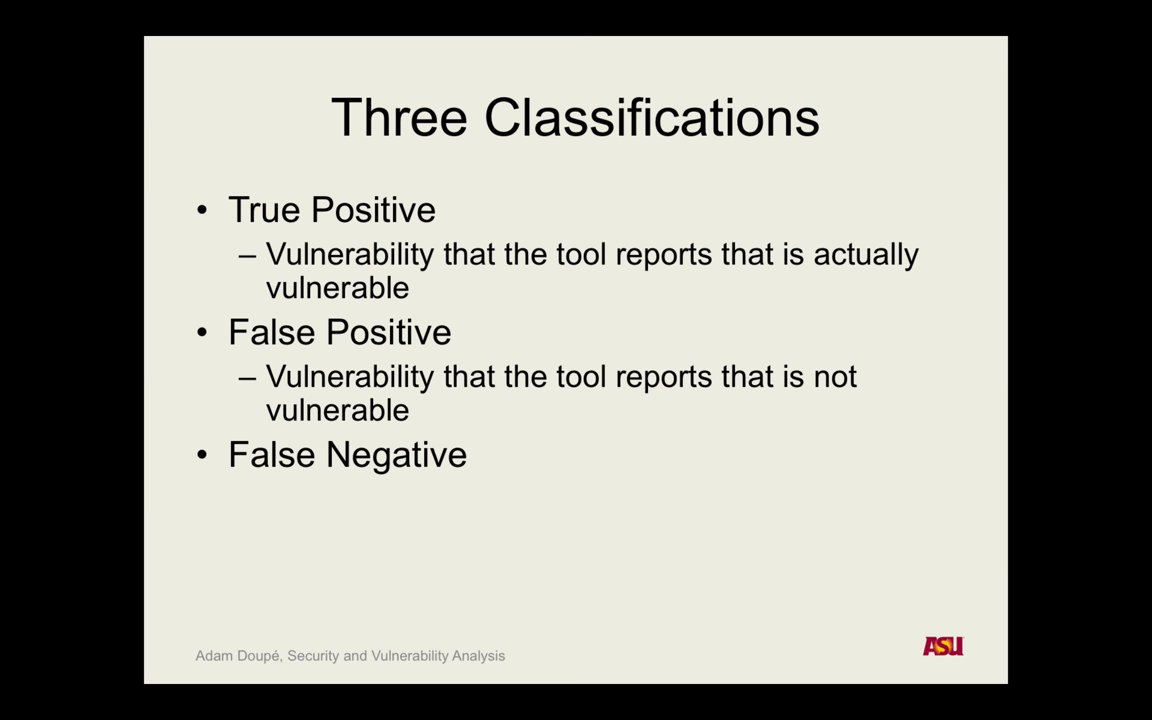 Three Classifications
• True Positive
– Vulnerability that the tool reports that is actually
vulnerable
• False Positive
– Vulnerability that the tool reports that is not
vulnerable
• False Negative
Adam Doupé, Security and Vulnerability Analysis
ASU